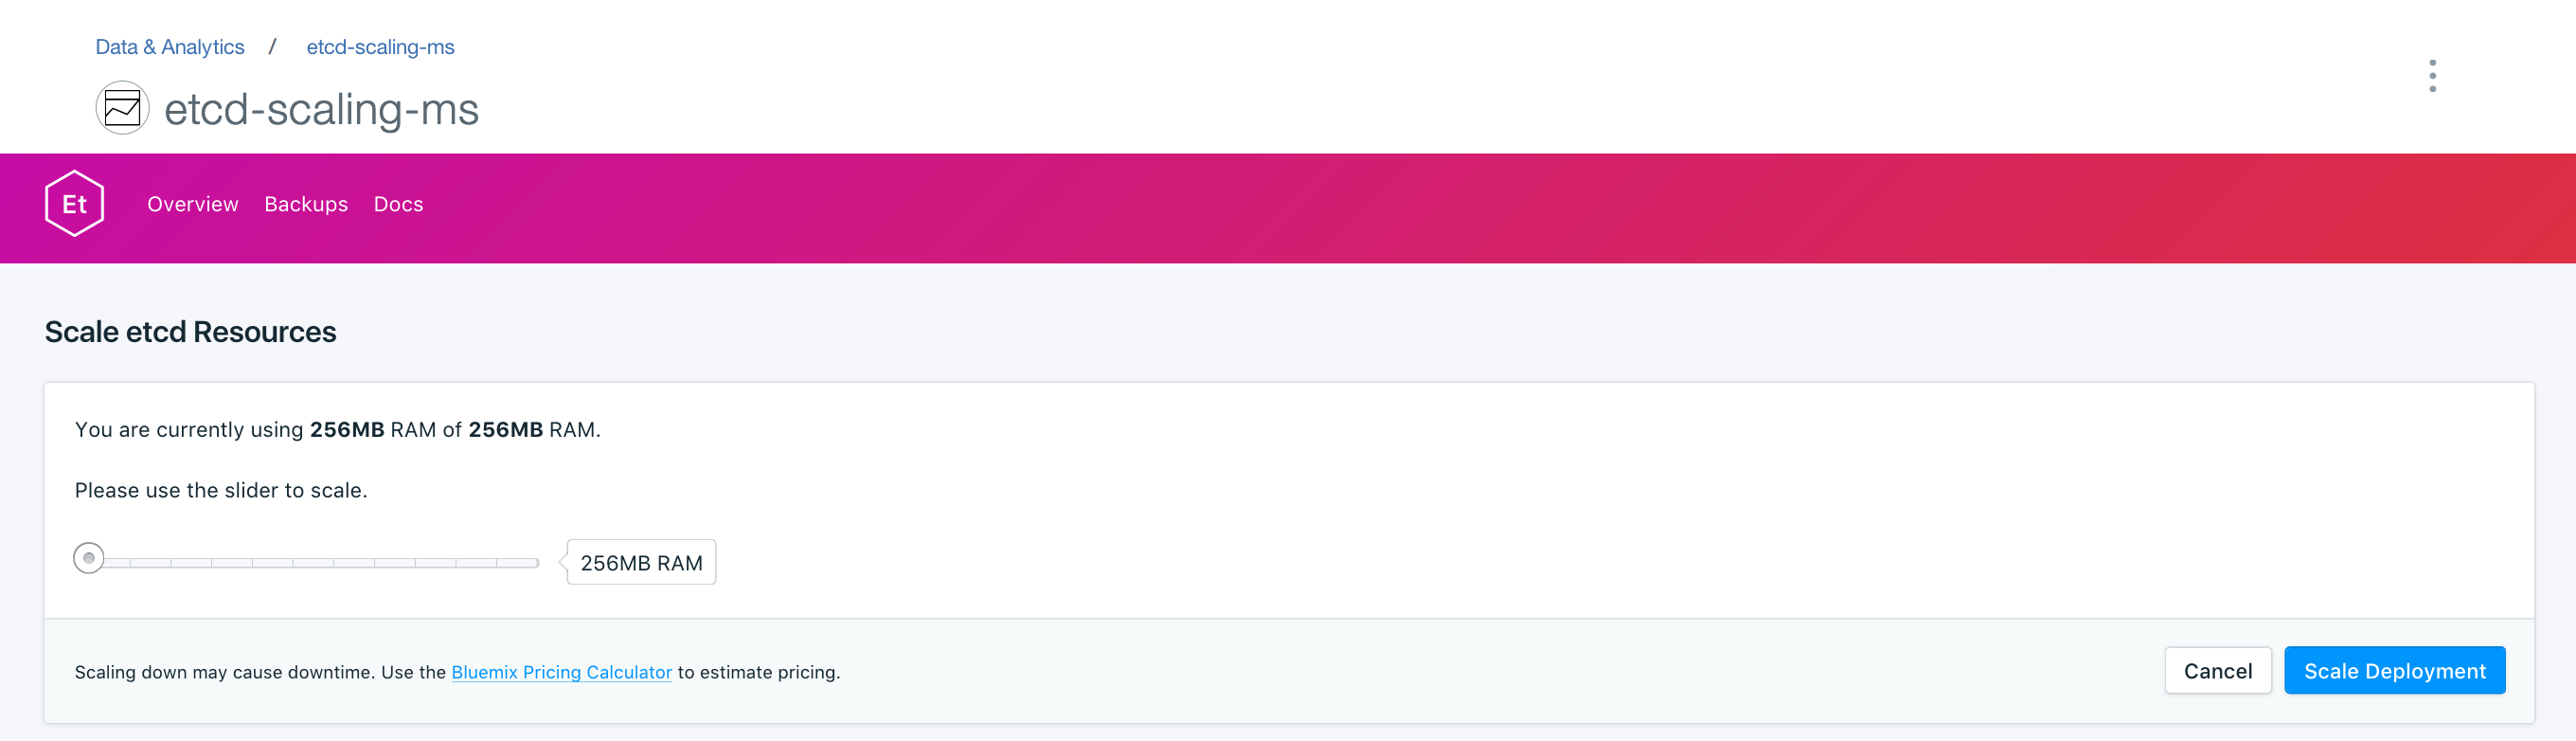 Data & Analytics / etcd-scaling-ms
etcd-scaling-ms
Et Overview Backups Docs
Scale etcd Resources
You are currently using 256MB RAM of 256MB RAM.
Please use the slider to scale.
256MB RAM
Scaling down may cause downtime. Use the Bluemix Pricing Calculator to estimate pricing.
Cancel Scale Deployment